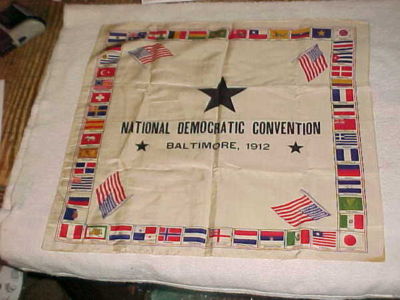 NATIONAL DEMOCRATIC CONVENTION
BALTIMORE, 1912